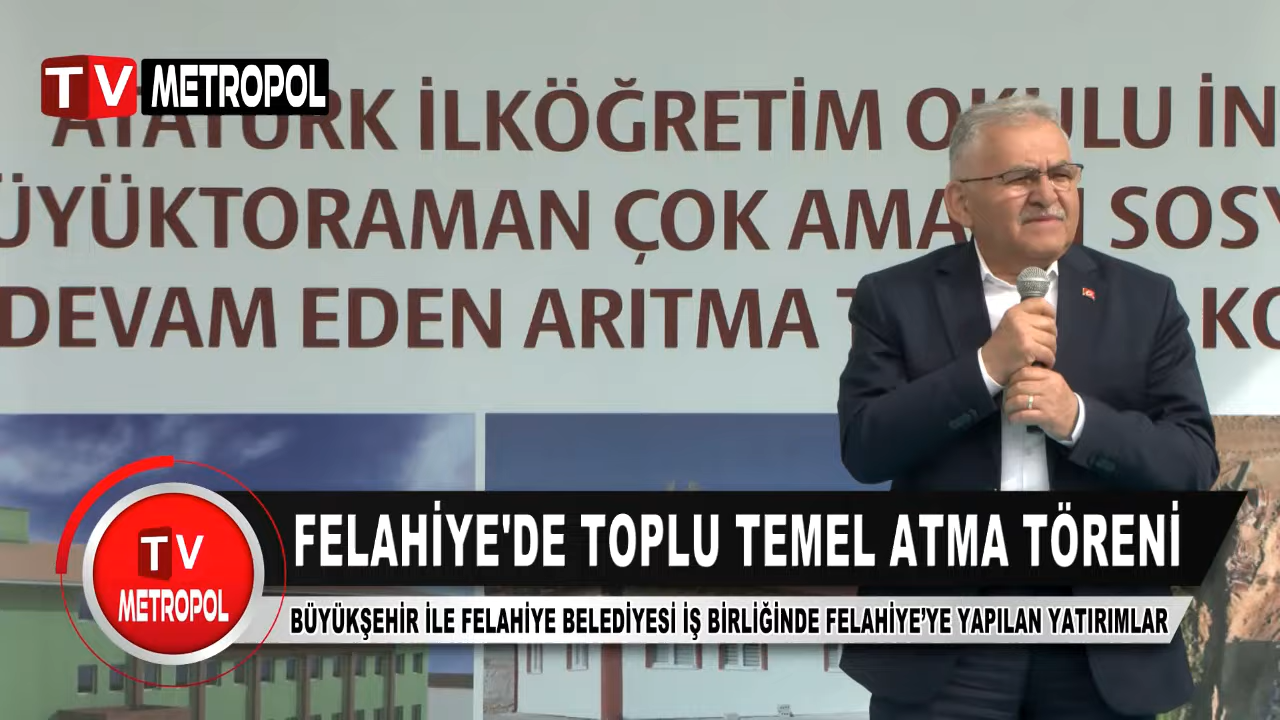 TV METROPOL
ATATÜRK İLKÖĞRETİM OKULU İN
ÜYÜKTORAMAN ÇOK AMA SOSY
DEVAM EDEN ARITMA KO
FELAHİYE'DE TOPLU TEMEL ATMA TÖRENİ
TV
METROPOL
BÜYÜKŞEHİR İLE FELAHİYE BELEDİYESİ İŞ BİRLİĞİNDE FELAHİYE’YE YAPILAN YATIRIMLAR